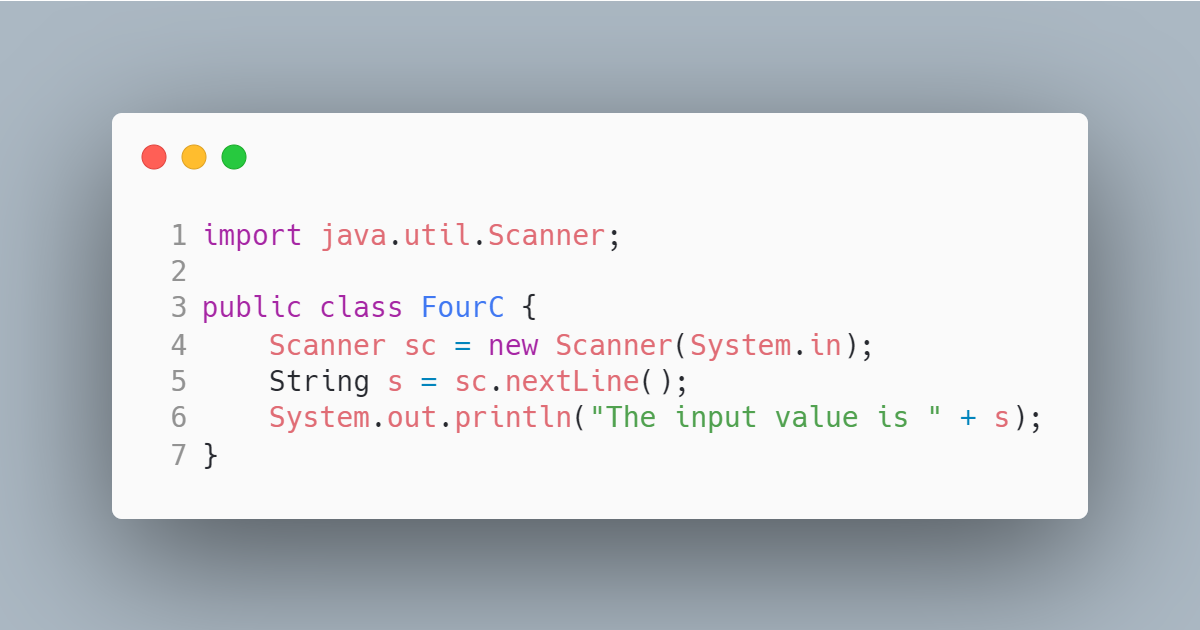 1 import java.util.Scanner;
2
3 public class FourC {
4     Scanner sc = new Scanner(System.in);
5     String s = sc.nextLine();
6     System.out.println("The input value is " + s);
7 }